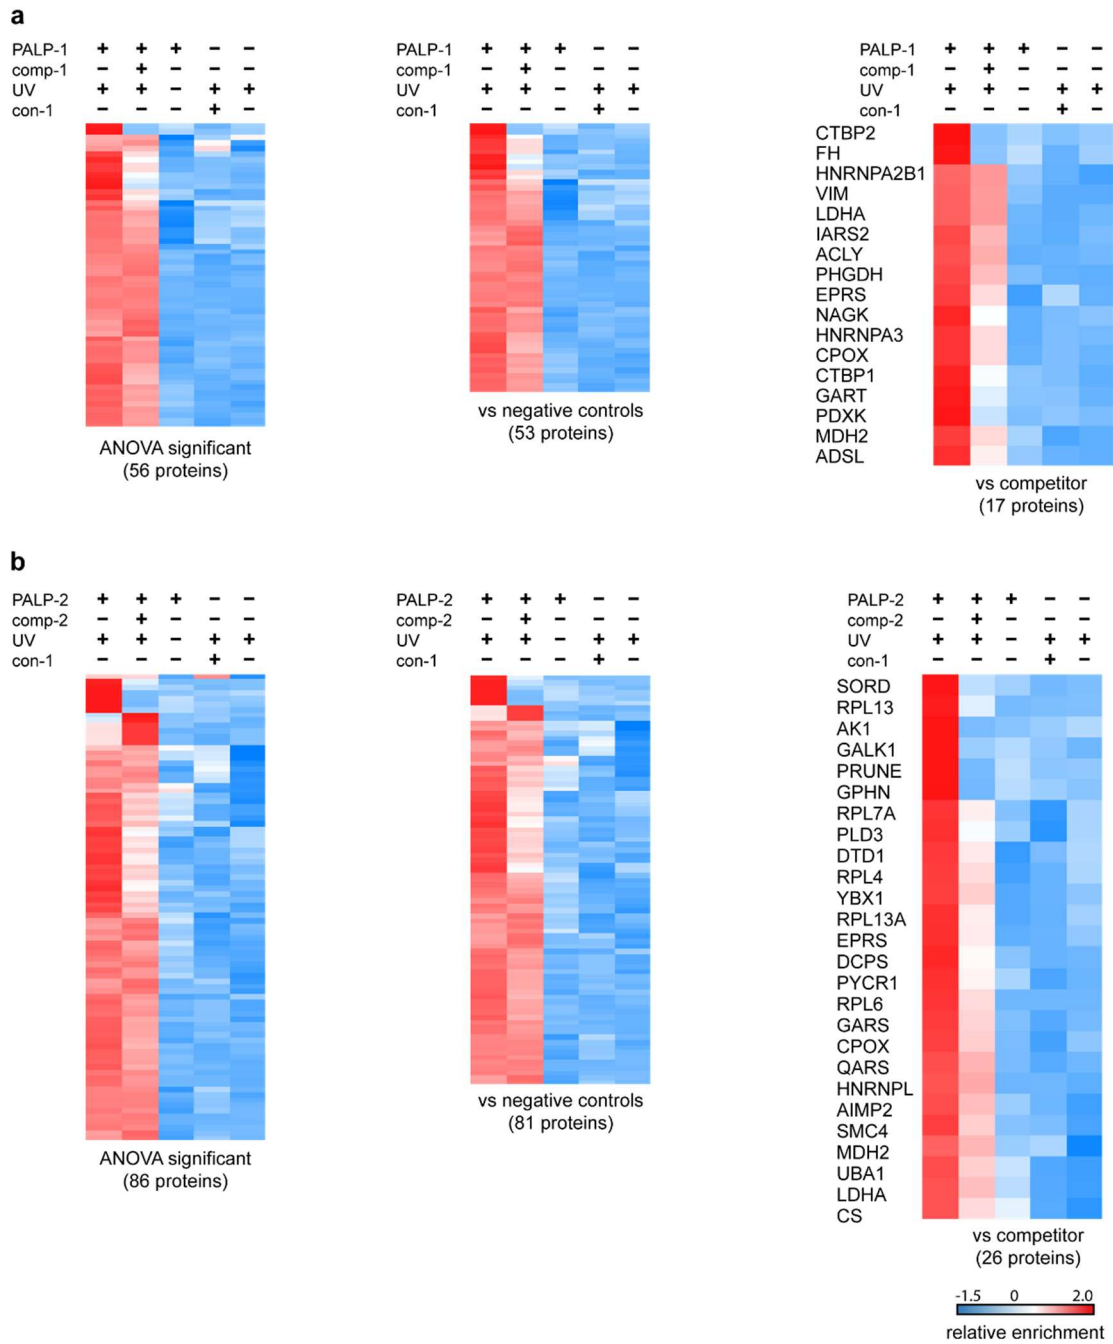 a
PALP-1 + + + − −
comp-1 − + − − −
UV + + − + +
con-1 − − − + −
ANOVA significant
(56 proteins)
PALP-1 + + + − −
comp-1 − + − − −
UV + + − + +
con-1 − − − + −
vs negative controls
(53 proteins)
PALP-1 + + + − −
comp-1 − + − − −
UV + + − + +
con-1 − − − + −
CTBP2
FH
HNRNPA2B1
VIM
LDHA
IARS2
ACLY
PHGDH
EPRS
NAGK
HNRNPA3
CPOX
CTBP1
GART
PDXK
MDH2
ADSL
vs competitor
(17 proteins)
b
PALP-2 + + + − −
comp-2 − + − − −
UV + + − + +
con-1 − − − + −
ANOVA significant
(86 proteins)
PALP-2 + + + − −
comp-2 − + − − −
UV + + − + +
con-1 − − − + −
vs negative controls
(81 proteins)
PALP-2 + + + − −
comp-2 − + − − −
UV + + − + +
con-1 − − − + −
SORD
RPL13
AK1
GALK1
PRUNE
GPHN
RPL7A
PLD3
DTD1
RPL4
YBX1
RPL13A
EPRS
DCPS
PYCR1
RPL6
GARS
CPOX
QARS
HNRNPL
AIMP2
SMC4
MDH2
UBA1
LDHA
CS
vs competitor
(26 proteins)
-1.5 0 2.0
relative enrichment